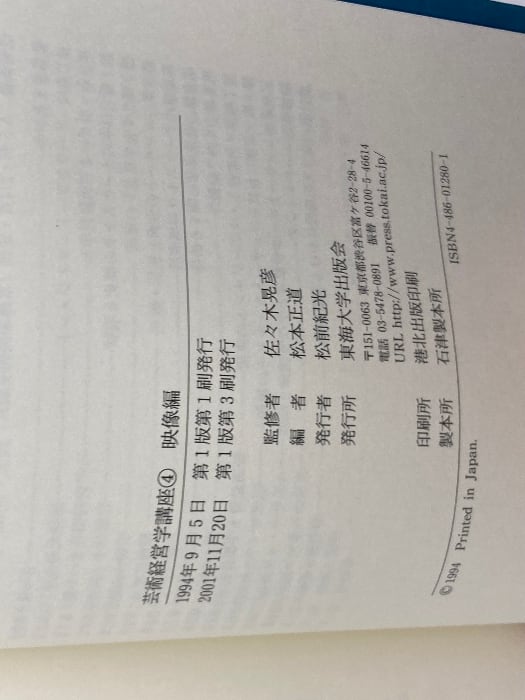 芸術経営学講座④ 映像編
1994年9月5日 第1版第1刷発行
2001年11月20日 第1版第3刷発行
監修者 佐々木晃彦
編者 松本正道
発行者 松前紀光
発行所 東海大学出版会
〒151-0063 東京都渋谷区富ヶ谷2-28-4
電話 03-5478-0891 振替 00100-5-46614
URL http://www.press.tokai.ac.jp/
印刷所 港北出版印刷
製本所 石津製本所
©1994 Printed in Japan. ISBN4-486-01280-1